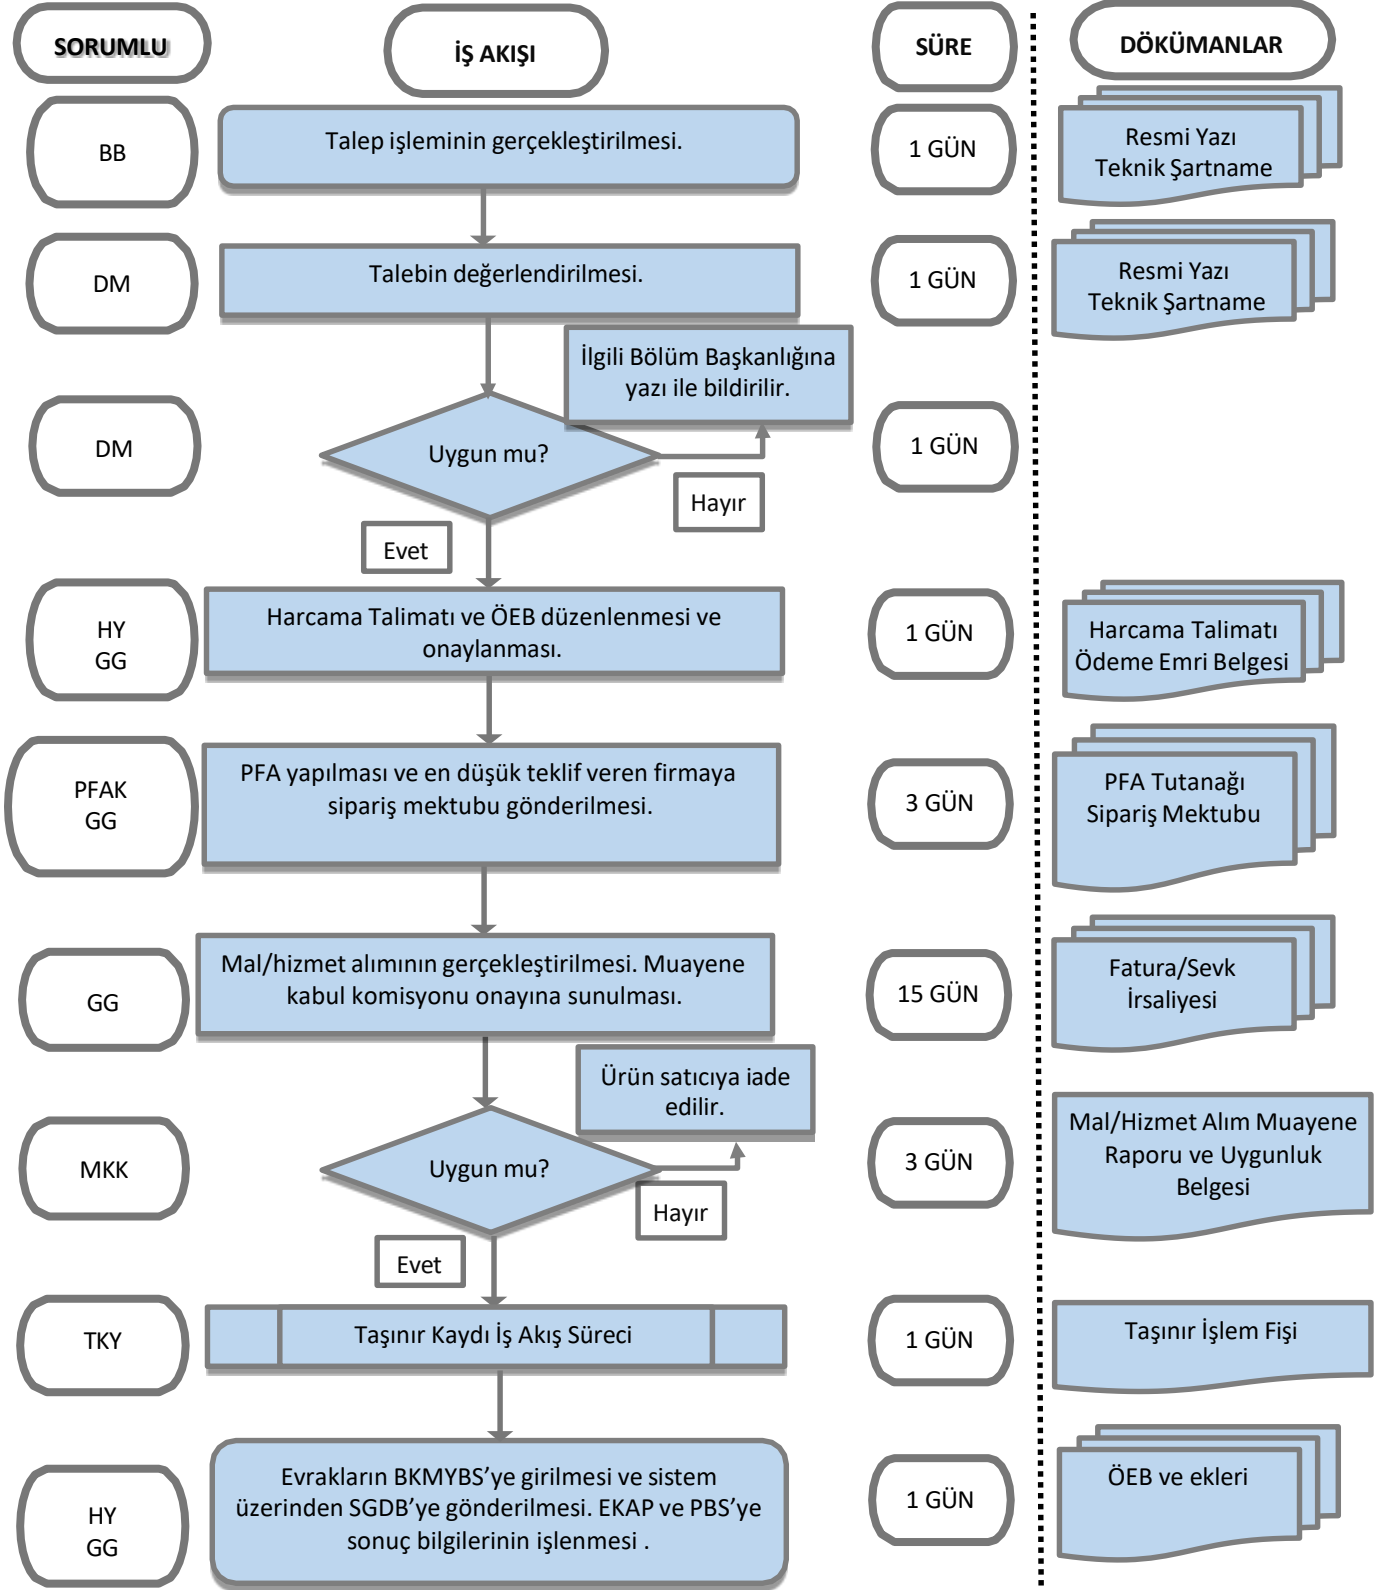 SORUMLU
İŞ AKIŞI
SÜRE
DÖKÜMANLAR
BB
Talep işleminin gerçekleştirilmesi.
1 GÜN
Resmi Yazı
Teknik Şartname
DM
Talebin değerlendirilmesi.
1 GÜN
Resmi Yazı
Teknik Şartname
İlgili Bölüm Başkanlığına
yazı ile bildirilir.
DM
Uygun mu?
1 GÜN
Hayır
Evet
HY
GG
Harcama Talimatı ve ÖEB düzenlenmesi ve
onaylanması.
1 GÜN
Harcama Talimatı
Ödeme Emri Belgesi
PFAK
GG
PFA yapılması ve en düşük teklif veren firmaya
sipariş mektubu gönderilmesi.
3 GÜN
PFA Tutanağı
Sipariş Mektubu
GG
Mal/hizmet alımının gerçekleştirilmesi. Muayene
kabul komisyonu onayına sunulması.
15 GÜN
Fatura/Sevk
İrsaliyesi
Ürün satıcıya iade
edilir.
MKK
Uygun mu?
3 GÜN
Mal/Hizmet Alım Muayene
Raporu ve Uygunluk
Belgesi
Hayır
Evet
TKY
Taşınır Kaydı İş Akış Süreci
1 GÜN
Taşınır İşlem Fişi
HY
GG
Evrakların BKMYBS’ye girilmesi ve sistem
üzerinden SGDB’ye gönderilmesi. EKAP ve PBS’ye
sonuç bilgilerinin işlenmesi .
1 GÜN
ÖEB ve ekleri